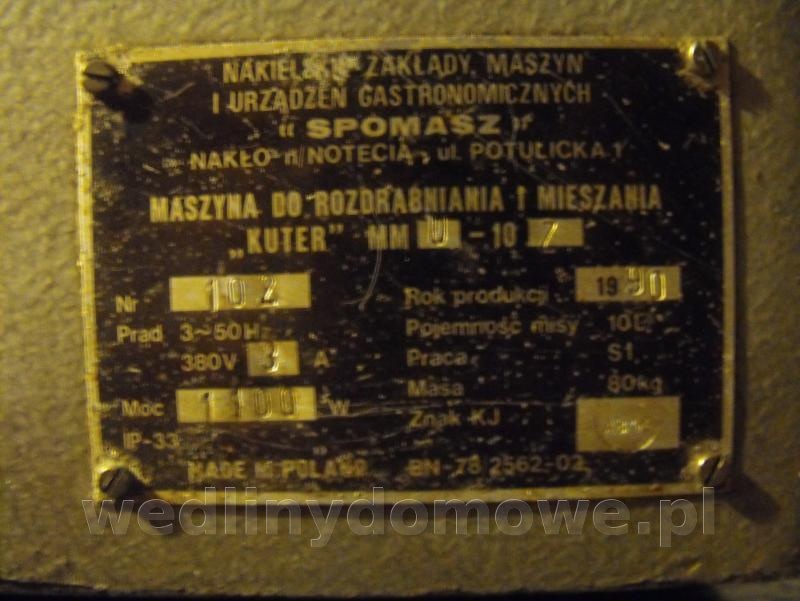 NAKIELSKIE ZAKŁADY MASZYN
I URZĄDZEŃ GASTRONOMICZNYCH
“ SPOMASZ ”
NAKŁO n/NOTECIĄ, ul. POTULICKA 1
MASZYNA DO ROZDRABNIANIA I MIESZANIA
„KUTER” MM U - 10 7
Nr 102
Prąd 3~50Hz
380V 3 A
Moc 1100 W
IP-33
MADE IN POLAND
Rok produkcji 1990
Pojemność misy 10L
Praca S1
Masa 80kg
Znak KJ
BN-78 2562-02
wedlinydomowe.pl